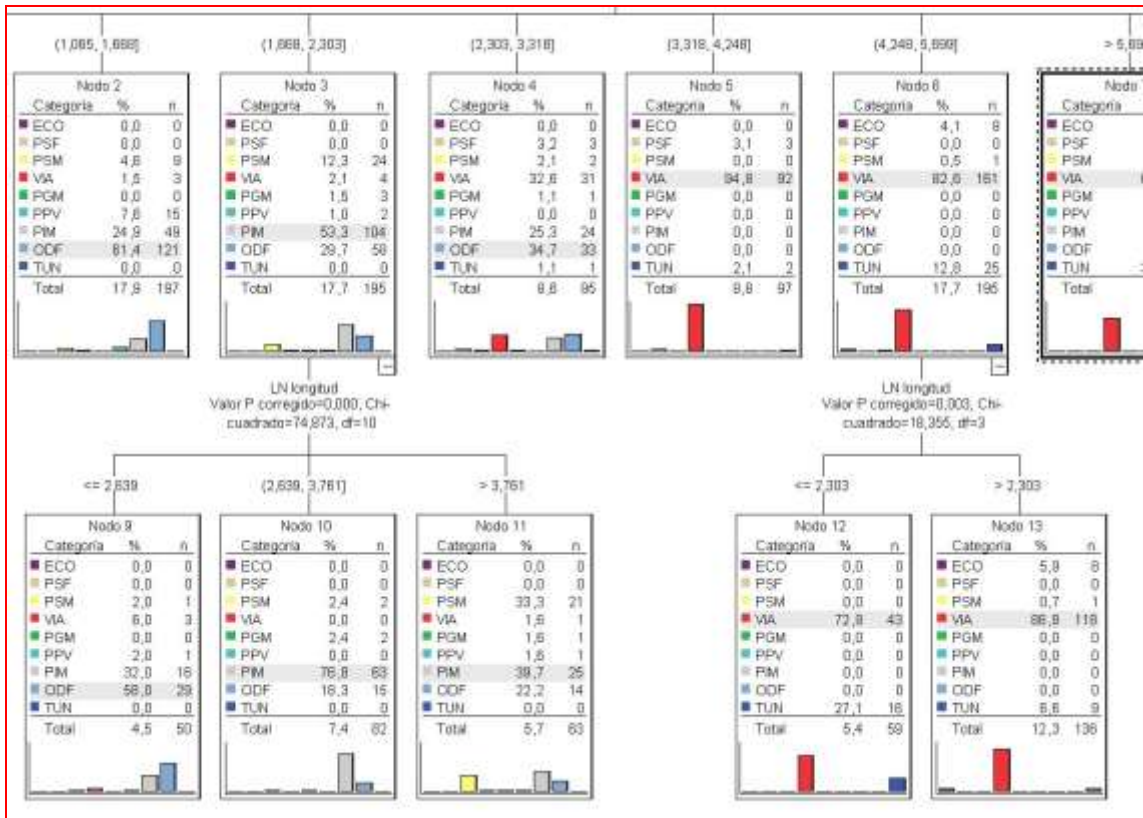 (1,065, 1,668]
(1,668, 2,303]
(2,303, 3,318]
(3,318, 4,248]
(4,248, 5,699]
Nodo 2
Categoría % n
ECO 0,0 0
PSF 0,0 0
PSM 4,6 9
VIA 1,5 3
PGM 0,0 0
PPV 7,6 15
PIM 24,9 49
ODF 61,4 121
TUN 0,0 0
Total 17,9 197
Nodo 3
Categoría % n
ECO 0,0 0
PSF 0,0 0
PSM 12,3 24
VIA 2,1 4
PGM 1,5 3
PPV 1,0 2
PIM 53,3 104
ODF 29,7 58
TUN 0,0 0
Total 17,7 195
Nodo 4
Categoría % n
ECO 0,0 0
PSF 3,2 3
PSM 2,1 2
VIA 32,6 31
PGM 1,1 1
PPV 0,0 0
PIM 25,3 24
ODF 34,7 33
TUN 1,1 1
Total 8,6 95
Nodo 5
Categoría % n
ECO 0,0 0
PSF 3,1 3
PSM 0,0 0
VIA 94,8 92
PGM 0,0 0
PPV 0,0 0
PIM 0,0 0
ODF 0,0 0
TUN 2,1 2
Total 8,8 97
Nodo 6
Categoría % n
ECO 4,1 8
PSF 0,0 0
PSM 0,5 1
VIA 82,6 161
PGM 0,0 0
PPV 0,0 0
PIM 0,0 0
ODF 0,0 0
TUN 12,8 25
Total 17,7 195
Nodo
Categoría
ECO
PSF
PSM
VIA
PGM
PPV
PIM
ODF
TUN
Total
LN longitud
Valor P corregido=0,000, Chi-
cuadrado=74,873, df=10
LN longitud
Valor P corregido=0,003, Chi-
cuadrado=18,355, df=3
<= 2,639
(2,639, 3,761]
> 3,761
<= 2,303
> 2,303
Nodo 9
Categoría % n
ECO 0,0 0
PSF 0,0 0
PSM 2,0 1
VIA 6,0 3
PGM 0,0 0
PPV 2,0 1
PIM 32,0 16
ODF 58,0 29
TUN 0,0 0
Total 4,5 50
Nodo 10
Categoría % n
ECO 0,0 0
PSF 0,0 0
PSM 2,4 2
VIA 0,0 0
PGM 2,4 2
PPV 0,0 0
PIM 76,8 63
ODF 18,3 15
TUN 0,0 0
Total 7,4 82
Nodo 11
Categoría % n
ECO 0,0 0
PSF 0,0 0
PSM 33,3 21
VIA 1,6 1
PGM 1,6 1
PPV 1,6 1
PIM 39,7 25
ODF 22,2 14
TUN 0,0 0
Total 5,7 63
Nodo 12
Categoría % n
ECO 0,0 0
PSF 0,0 0
PSM 0,0 0
VIA 72,9 43
PGM 0,0 0
PPV 0,0 0
PIM 0,0 0
ODF 0,0 0
TUN 27,1 16
Total 5,4 59
Nodo 13
Categoría % n
ECO 5,9 8
PSF 0,0 0
PSM 0,7 1
VIA 86,8 118
PGM 0,0 0
PPV 0,0 0
PIM 0,0 0
ODF 0,0 0
TUN 6,6 9
Total 12,3 136